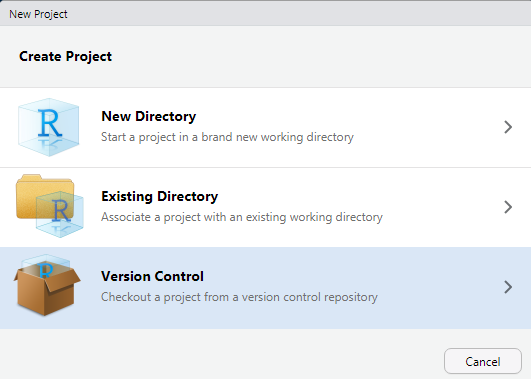 New Project
Create Project
R
New Directory
Start a project in a brand new working directory
R
Existing Directory
Associate a project with an existing working directory
Version Control
Checkout a project from a version control repository
Cancel